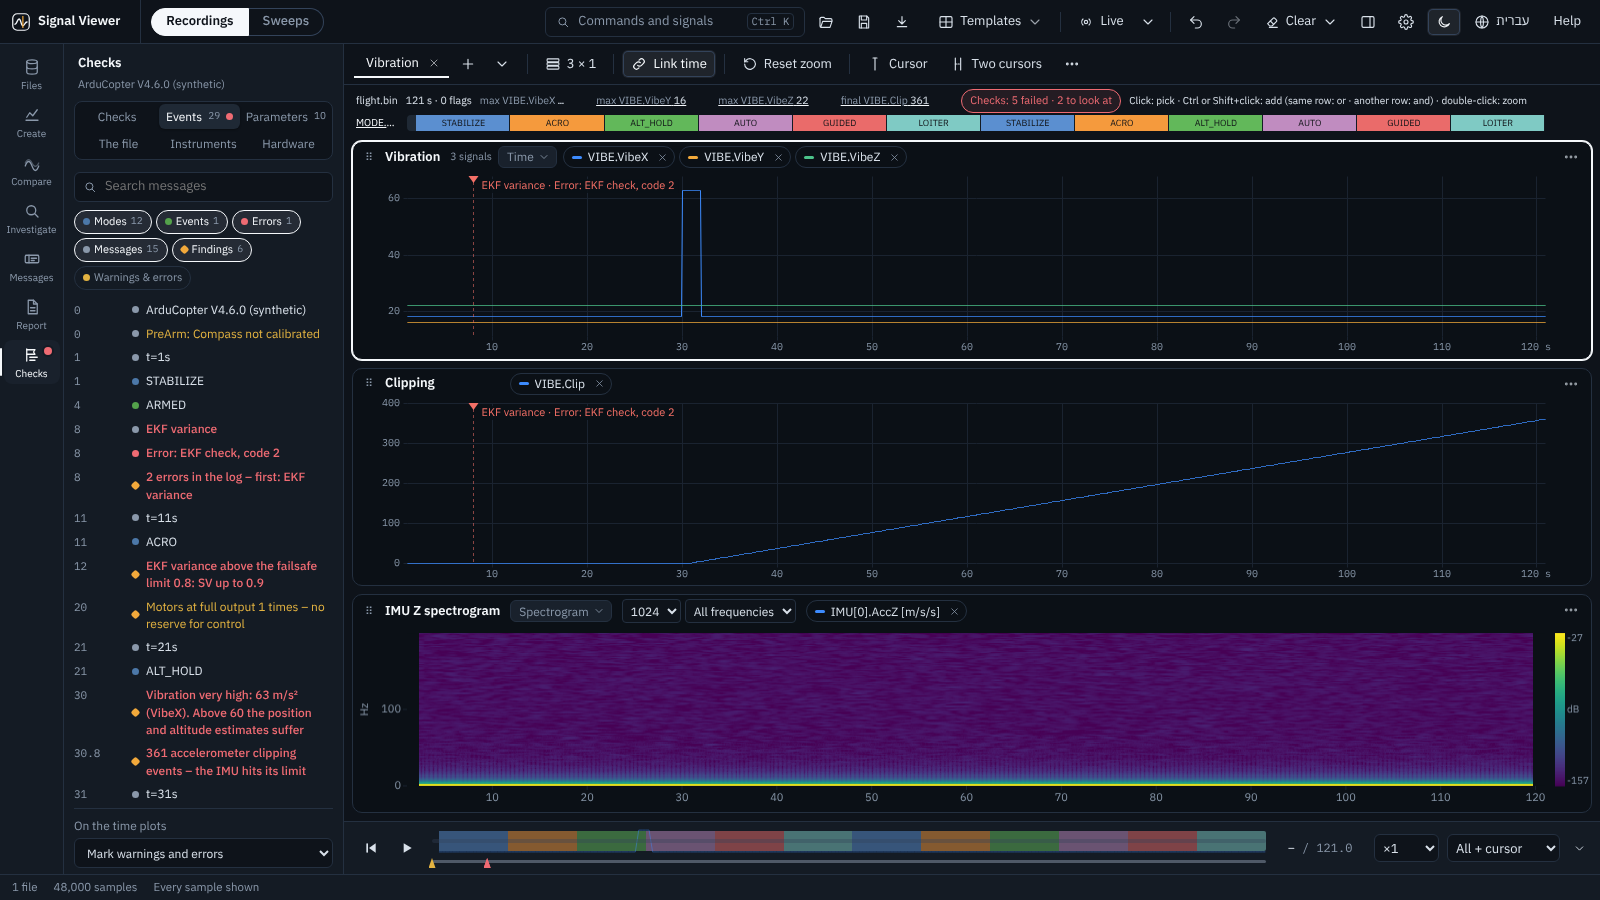 Signal Viewer
Recordings
Sweeps
Commands and signals
Ctrl K
Templates
Live
Clear
עברית
Help
Files
Create
Compare
Investigate
Messages
Report
Checks
Checks
ArduCopter V4.6.0 (synthetic)
Checks
Events 29
Parameters 10
The file
Instruments
Hardware
Search messages
Modes 12
Events 1
Errors 1
Messages 15
Findings 6
Warnings & errors
0 ArduCopter V4.6.0 (synthetic)
0 PreArm: Compass not calibrated
1 t=1s
1 STABILIZE
4 ARMED
8 EKF variance
8 Error: EKF check, code 2
8 2 errors in the log – first: EKF
variance
11 t=11s
11 ACRO
12 EKF variance above the failsafe
limit 0.8: SV up to 0.9
20 Motors at full output 1 times – no
reserve for control
21 t=21s
21 ALT_HOLD
30 Vibration very high: 63 m/s²
(VibeX). Above 60 the position
and altitude estimates suffer
30.8 361 accelerometer clipping
events – the IMU hits its limit
31 t=31s
On the time plots
Mark warnings and errors
Vibration
3 × 1
Link time
Reset zoom
Cursor
Two cursors
flight.bin 121 s · 0 flags max VIBE.VibeX … max VIBE.VibeY 16 max VIBE.VibeZ 22 final VIBE.Clip 361 Checks: 5 failed · 2 to look at Click: pick · Ctrl or Shift+click: add (same row: or · another row: and) · double-click: zoom
MODE.… STABILIZE ACRO ALT_HOLD AUTO GUIDED LOITER STABILIZE ACRO ALT_HOLD AUTO GUIDED LOITER
Vibration 3 signals Time VIBE.VibeX VIBE.VibeY VIBE.VibeZ
EKF variance · Error: EKF check, code 2
60
40
20
10 20 30 40 50 60 70 80 90 100 110 120 s
Clipping VIBE.Clip
EKF variance · Error: EKF check, code 2
400
300
200
100
0
10 20 30 40 50 60 70 80 90 100 110 120 s
IMU Z spectrogram Spectrogram 1024 All frequencies IMU[0].AccZ [m/s/s]
Hz
100
0
10 20 30 40 50 60 70 80 90 100 110 120
-27
dB
-157
– / 121.0
×1
All + cursor
1 file 48,000 samples Every sample shown